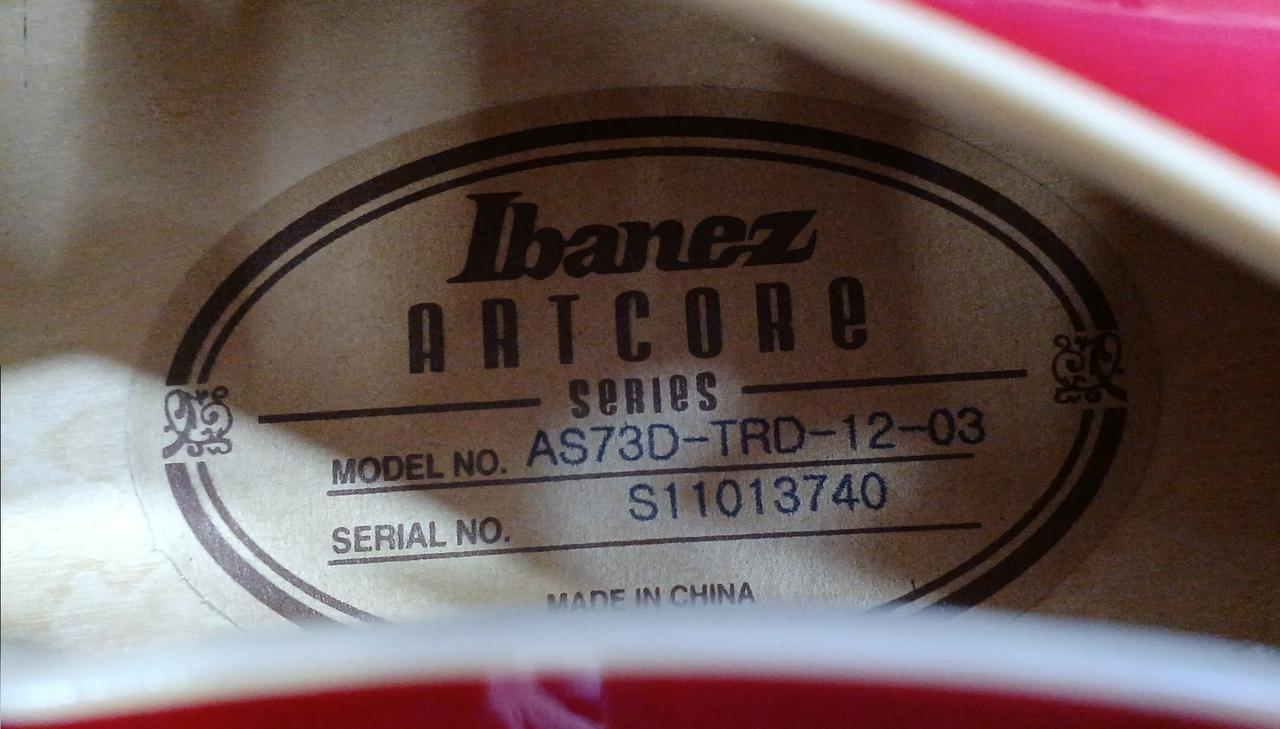 Ibanez
ARTCORE
SERIES
MODEL NO. AS73D-TRD-12-03
SERIAL NO. S11013740
MADE IN CHINA